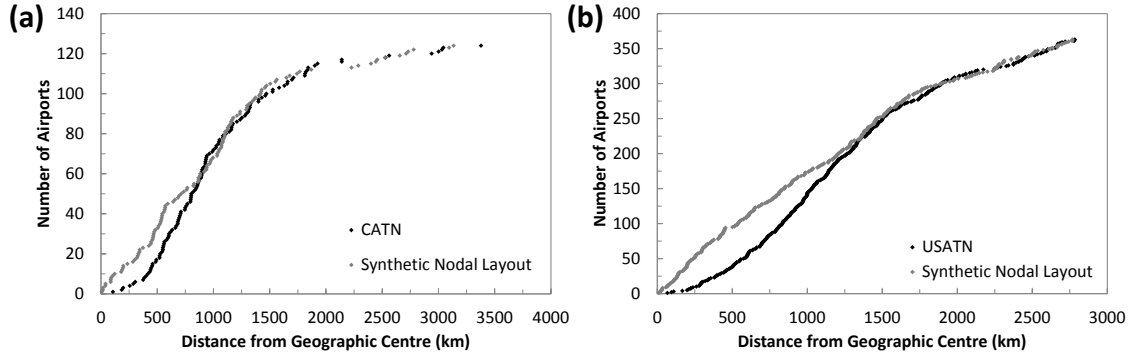 (a)
140
120
100
80
60
40
20
0
Number of Airports
CATN
Synthetic Nodal Layout
0 500 1000 1500 2000 2500 3000 3500 4000
Distance from Geographic Centre (km)
(b)
400
350
300
250
200
150
100
50
0
Number of Airports
USATN
Synthetic Nodal Layout
0 500 1000 1500 2000 2500 3000
Distance from Geographic Centre (km)